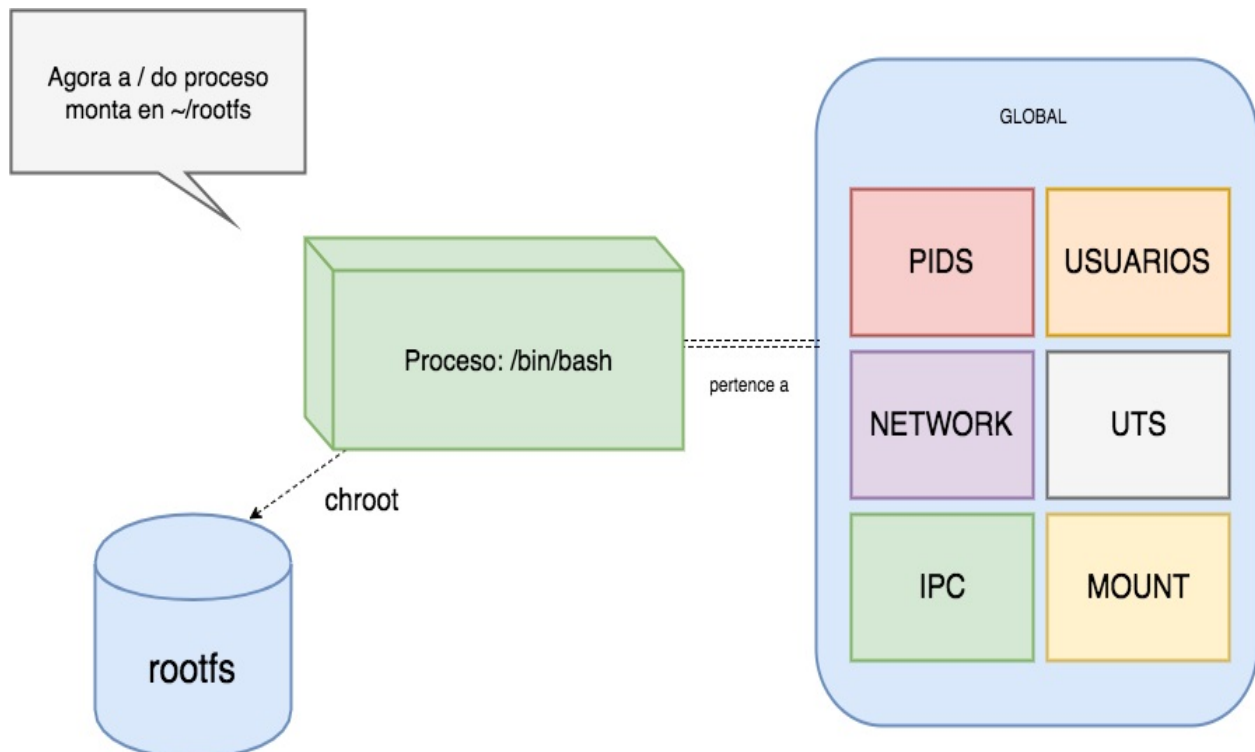 Agora a / do proceso
monta en ~/rootfs
GLOBAL
PIDS
USUARIOS
Proceso: /bin/bash
pertence a
NETWORK
UTS
chroot
IPC
MOUNT
rootfs